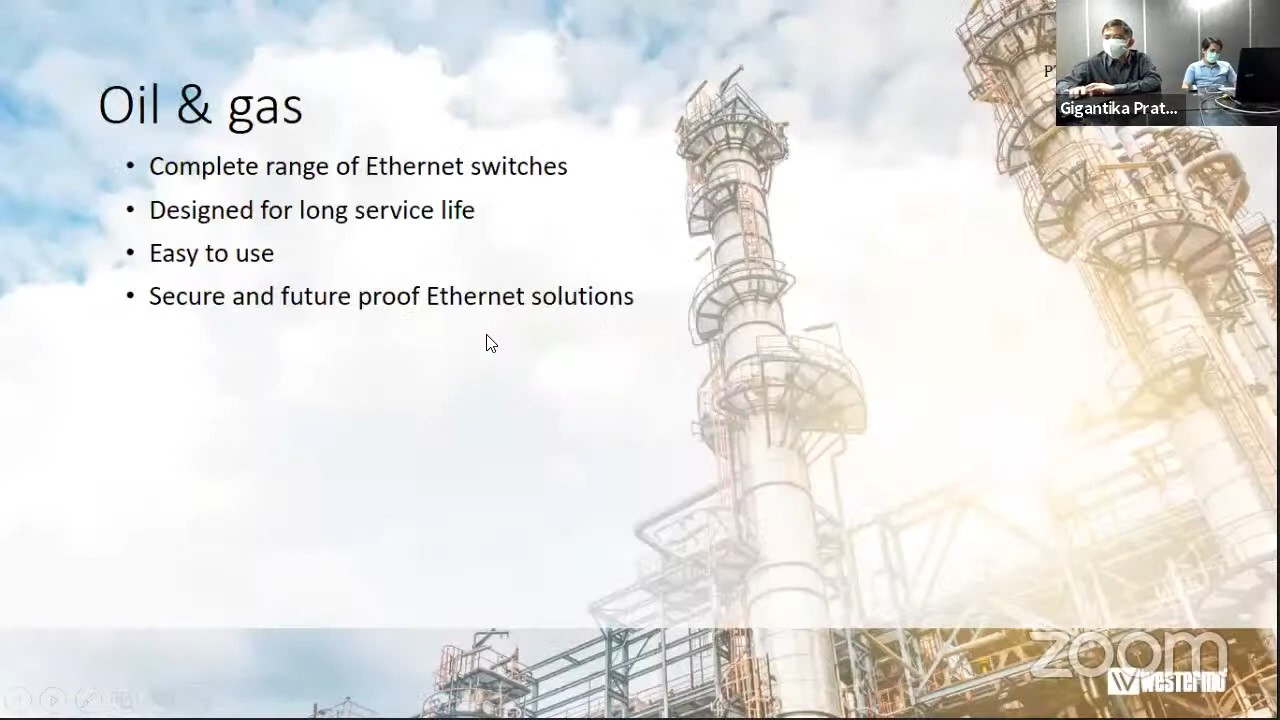 Oil & gas
• Complete range of Ethernet switches
• Designed for long service life
• Easy to use
• Secure and future proof Ethernet solutions
Gigantika Prat...
zoom
westermo